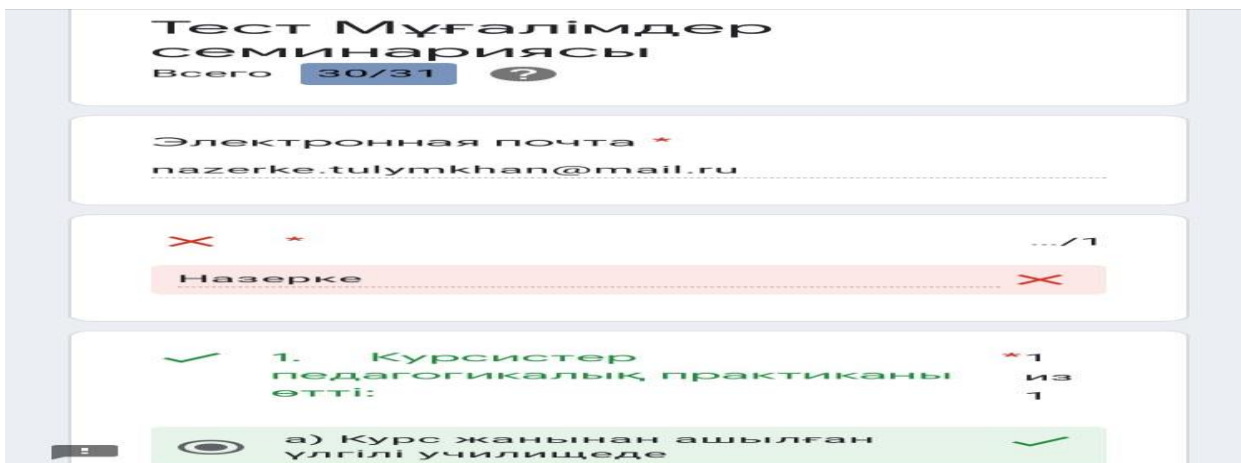 Тест Мұғалімдер
семинариясы
Всего 30/31 ?
Электронная почта *
nazerke.tulymkhan@mail.ru
* .../1
Назерке
1. Курсистер * 1
педагогикалық практиканы из
өтті: 1
а) Курс жанынан ашылған
үлгілі училищеде